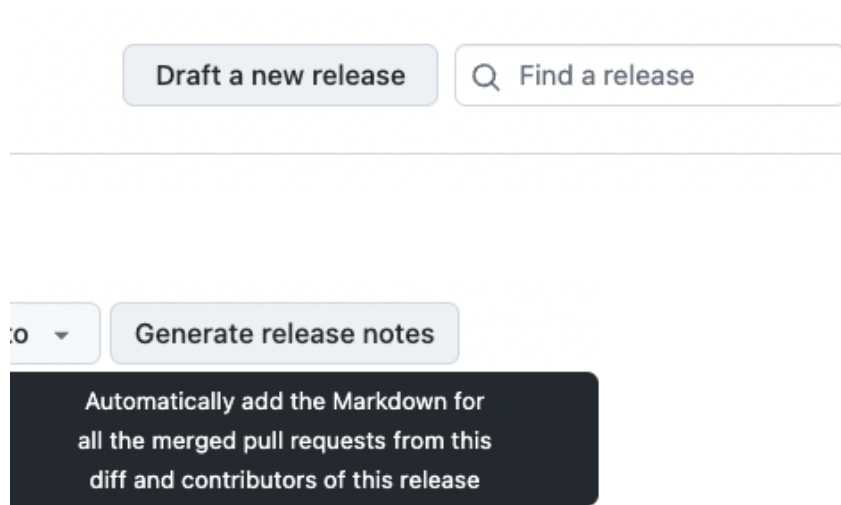 Draft a new release
Find a release
Generate release notes
Automatically add the Markdown for
all the merged pull requests from this
diff and contributors of this release